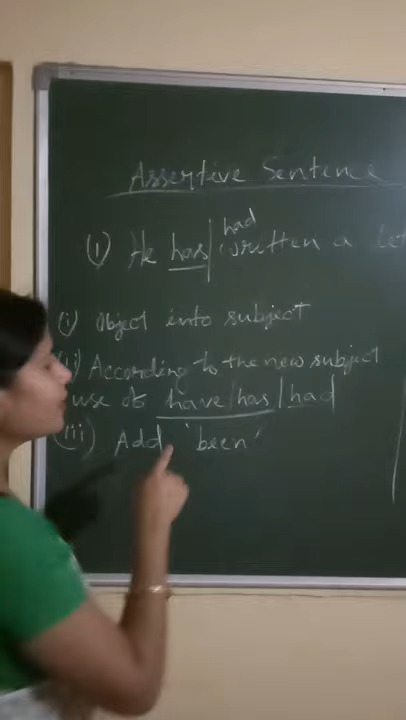 Assertive Sentence
(1) He has/ written a
had
(i) Object into subject
(ii) According to the new subject
use of have/has/had
(iii) Add 'been'